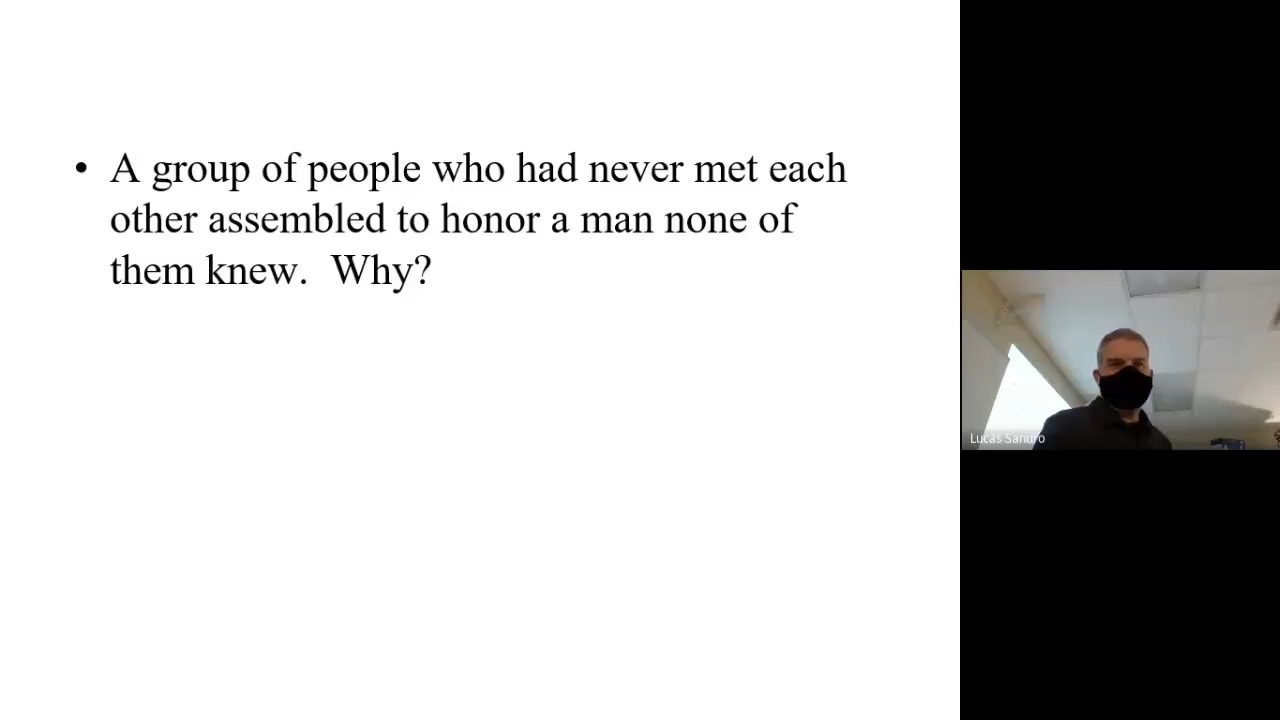 • A group of people who had never met each
other assembled to honor a man none of
them knew.  Why?
Lucas Sandro